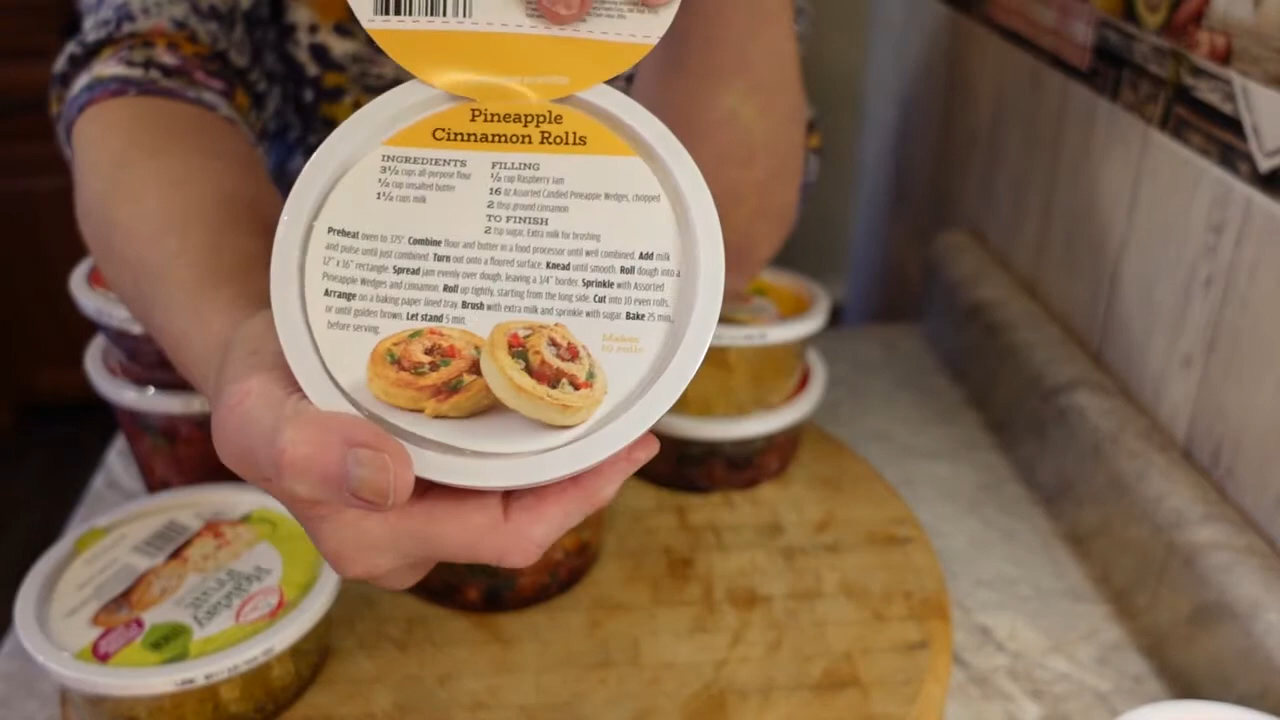 Pineapple
Cinnamon Rolls
INGREDIENTS
3½ cups all-purpose flour
½ cup unsalted butter
1½ cups milk
FILLING
½ cup Raspberry Jam
16 oz Assorted Candied Pineapple Wedges, chopped
2 tbsp ground cinnamon
TO FINISH
2 tsp sugar, Extra milk for brushing
Preheat oven to 375°. Combine flour and butter in a food processor until well combined. Add milk
and pulse until just combined. Turn out onto a floured surface. Knead until smooth. Roll dough into a
12" x 16" rectangle. Spread jam evenly over dough, leaving a 3/4" border. Sprinkle with Assorted
Pineapple Wedges and cinnamon. Roll up tightly, starting from the long side. Cut into 10 even rolls.
Arrange on a baking paper lined tray. Brush with extra milk and sprinkle with sugar. Bake 25 min.,
or until golden brown. Let stand 5 min.
before serving.
Makes
10 rolls
Holiday
Fruit